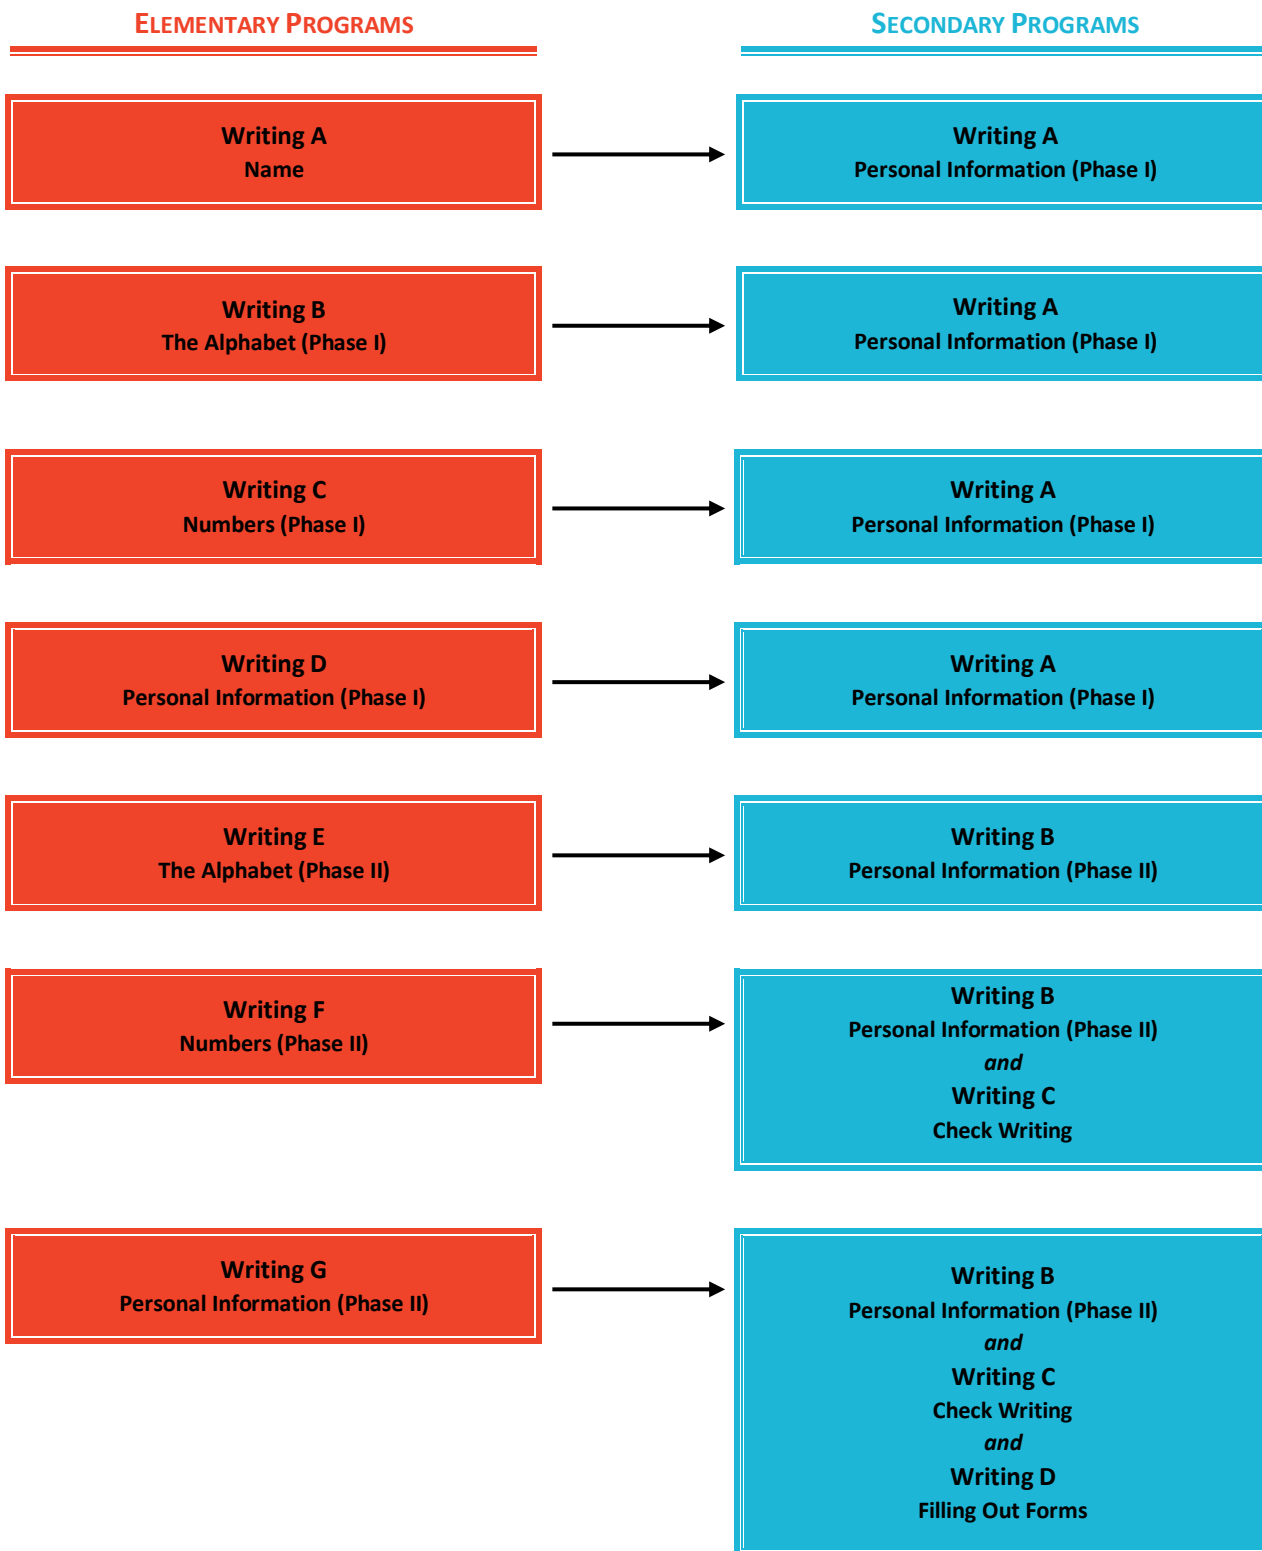 ELEMENTARY PROGRAMS
SECONDARY PROGRAMS
Writing A
Name
Writing A
Personal Information (Phase I)
Writing B
The Alphabet (Phase I)
Writing A
Personal Information (Phase I)
Writing C
Numbers (Phase I)
Writing A
Personal Information (Phase I)
Writing D
Personal Information (Phase I)
Writing A
Personal Information (Phase I)
Writing E
The Alphabet (Phase II)
Writing B
Personal Information (Phase II)
Writing F
Numbers (Phase II)
Writing B
Personal Information (Phase II)
and
Writing C
Check Writing
Writing G
Personal Information (Phase II)
Writing B
Personal Information (Phase II)
and
Writing C
Check Writing
and
Writing D
Filling Out Forms